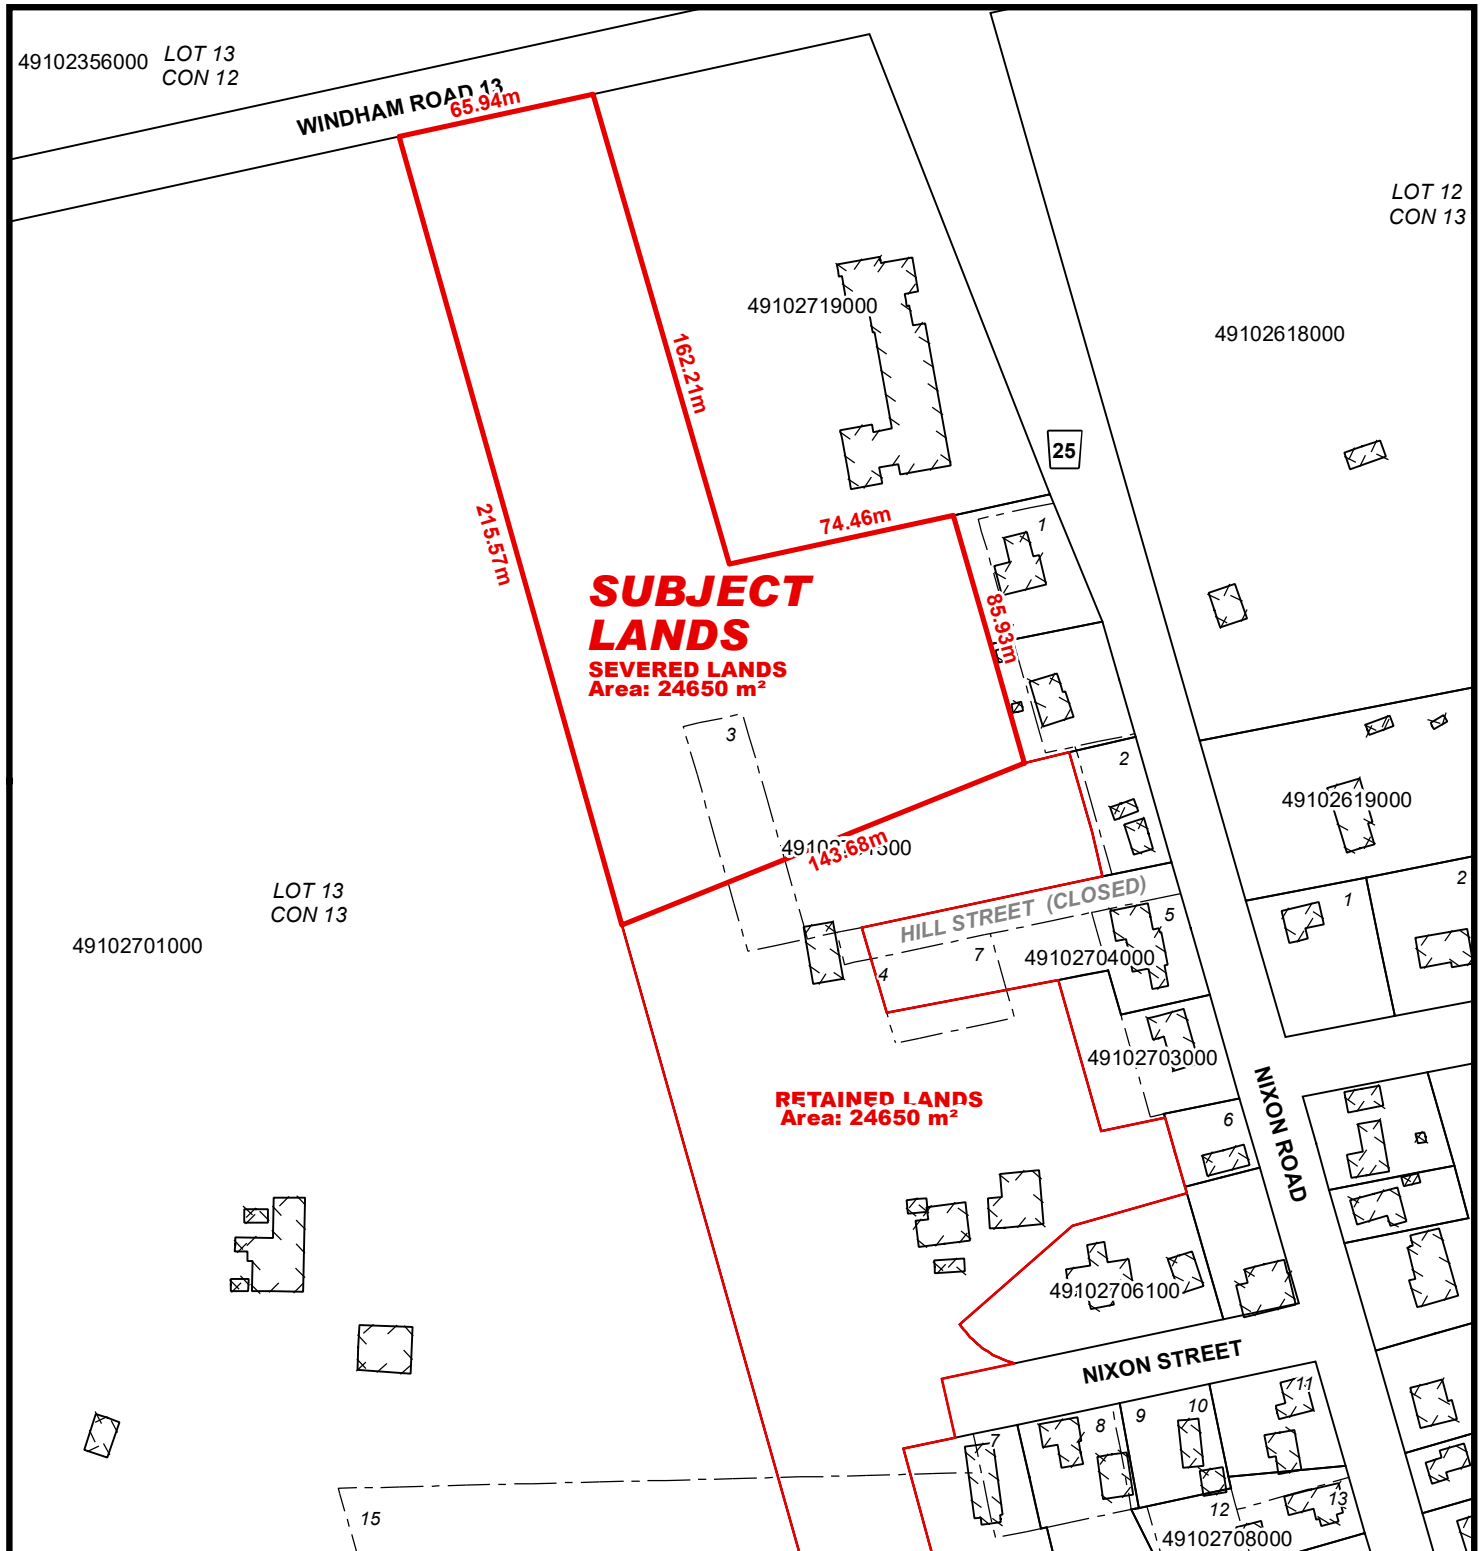 49102356000
LOT 13
CON 12
WINDHAM ROAD 13
65.94m
LOT 12
CON 13
49102719000
49102618000
162.21m
25
215.57m
74.46m
1
85.93m
SUBJECT
LANDS
SEVERED LANDS
Area: 24650 m²
3
2
49102619000
143.68m
LOT 13
CON 13
49102701000
HILL STREET (CLOSED)
1
2
5
7
4
49102704000
49102703000
RETAINED LANDS
Area: 24650 m²
NIXON ROAD
6
49102706100
NIXON STREET
11
10
9
8
7
15
12
13
49102708000